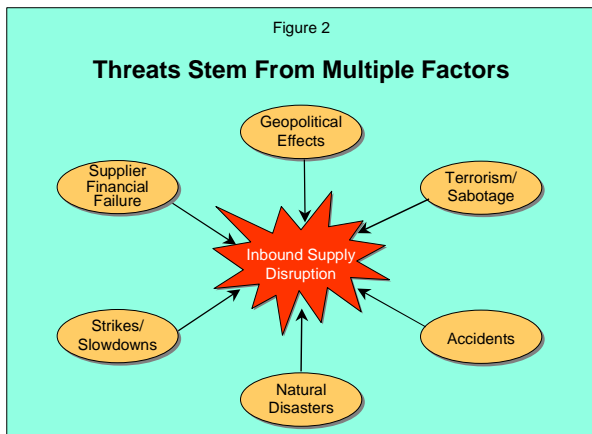 Figure 2
Threats Stem From Multiple Factors
Geopolitical
Effects
Supplier
Financial
Failure
Terrorism/
Sabotage
Inbound Supply
Disruption
Strikes/
Slowdowns
Accidents
Natural
Disasters